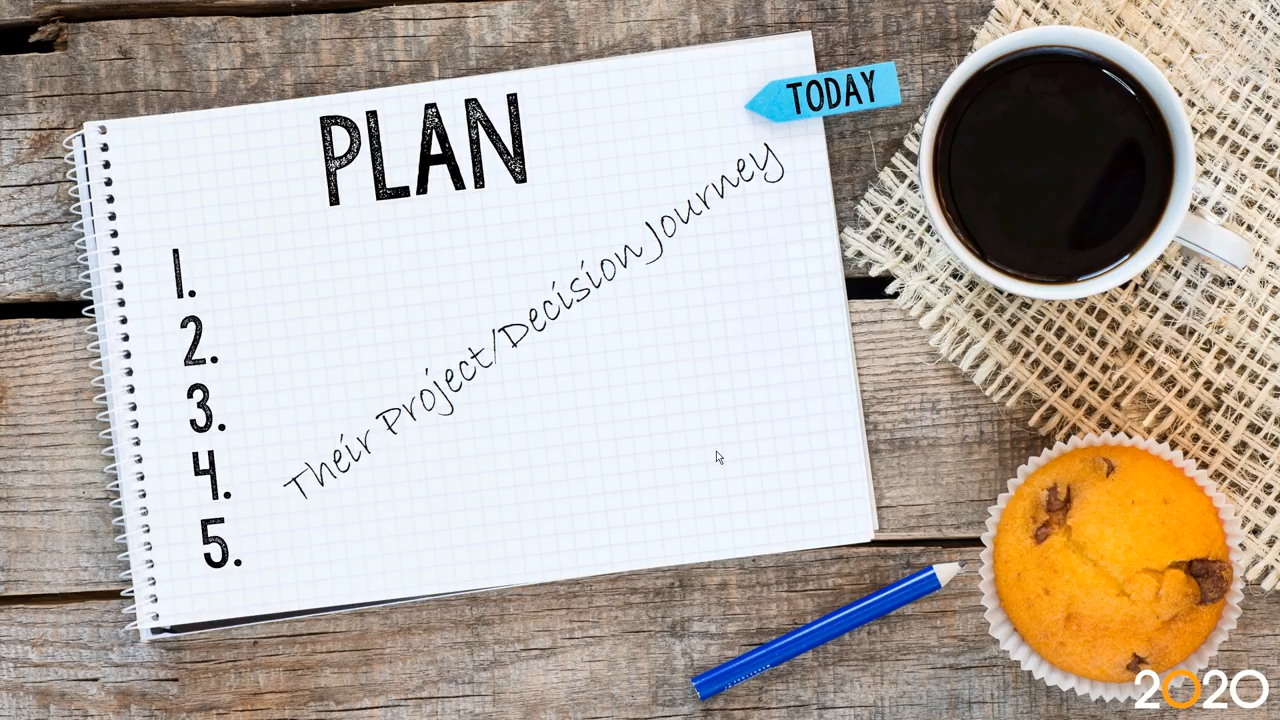 PLAN
TODAY
1.
2.
3.
4.
5.
Their Project/Decision Journey
2020